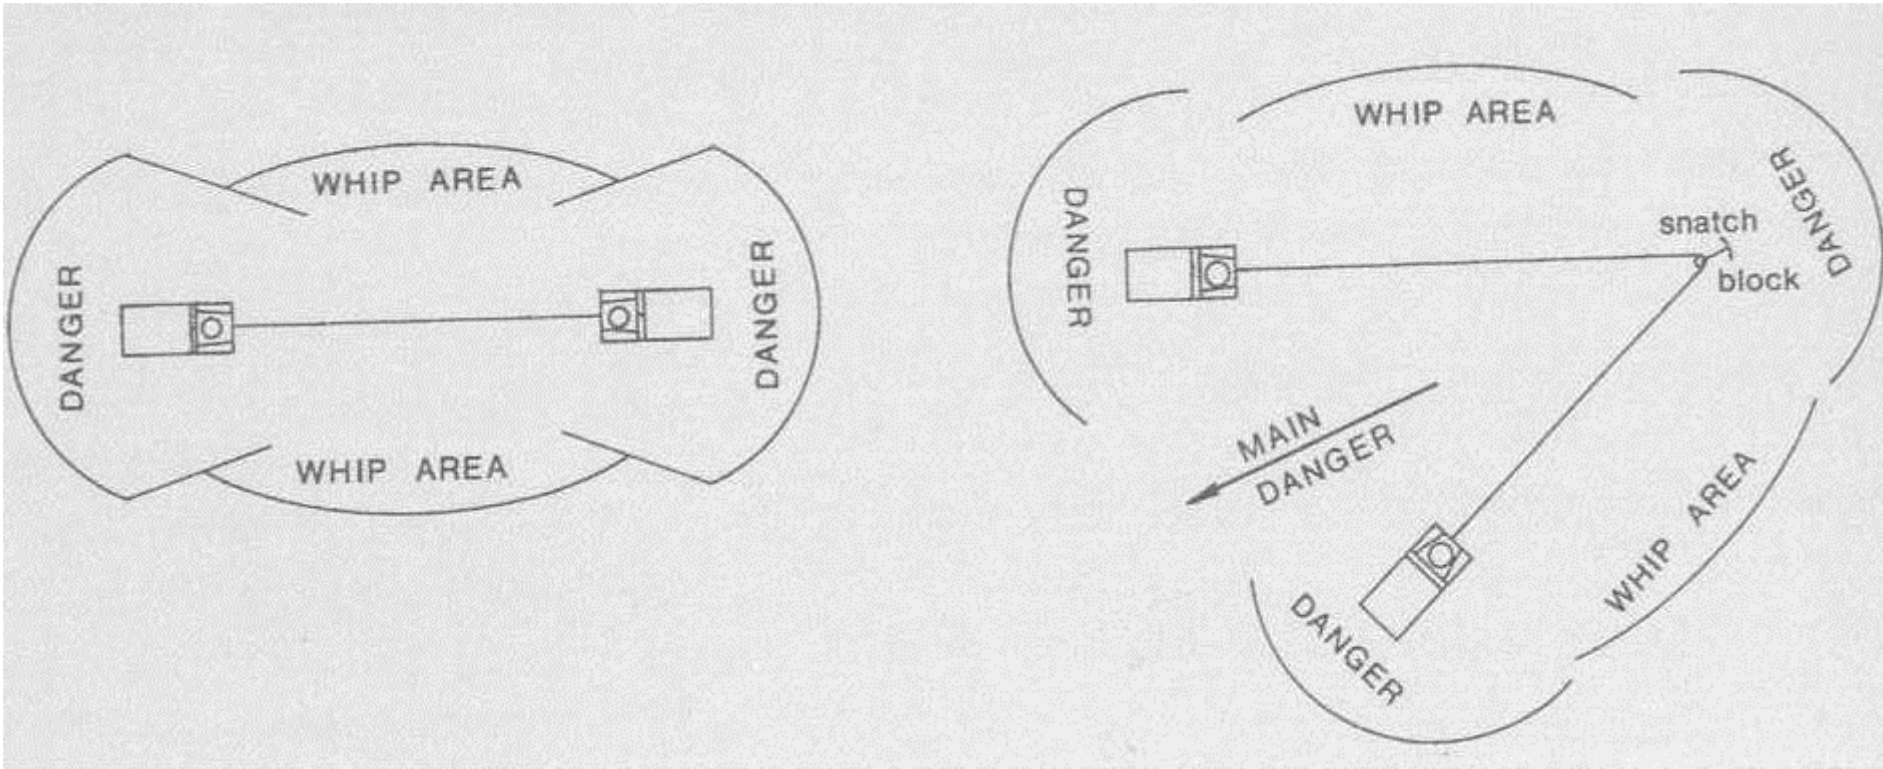 WHIP AREA
DANGER
DANGER
WHIP AREA
WHIP AREA
DANGER
DANGER
snatch
block
MAIN
DANGER
WHIP AREA
DANGER